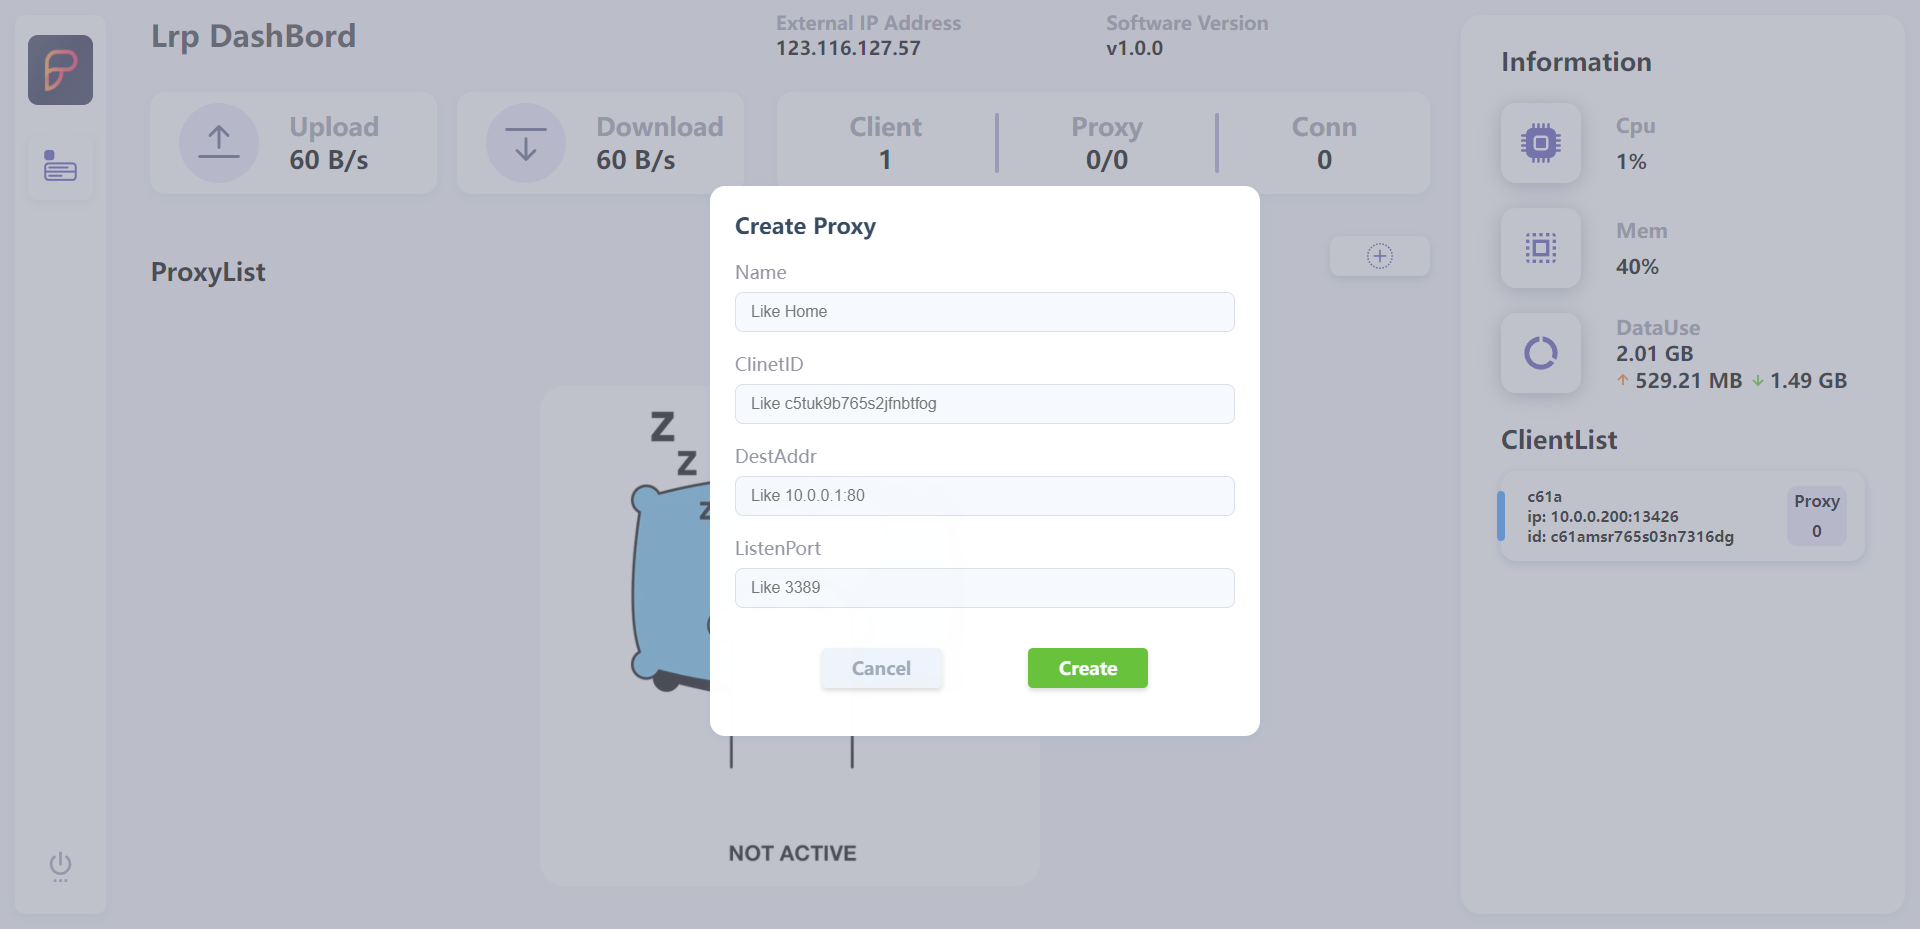 Lrp DashBord
External IP Address
123.116.127.57
Software Version
v1.0.0
Upload
60 B/s
Download
60 B/s
Client
1
Proxy
0/0
Conn
0
ProxyList
Create Proxy
Name
Like Home
ClinetID
Like c5tuk9b765s2jfnbtfog
DestAddr
Like 10.0.0.1:80
ListenPort
Like 3389
Cancel
Create
Z
Z
Z
NOT ACTIVE
Information
Cpu
1%
Mem
40%
DataUse
2.01 GB
529.21 MB 1.49 GB
ClientList
c61a
ip: 10.0.0.200:13426
id: c61amsr765s03n7316dg
Proxy
0